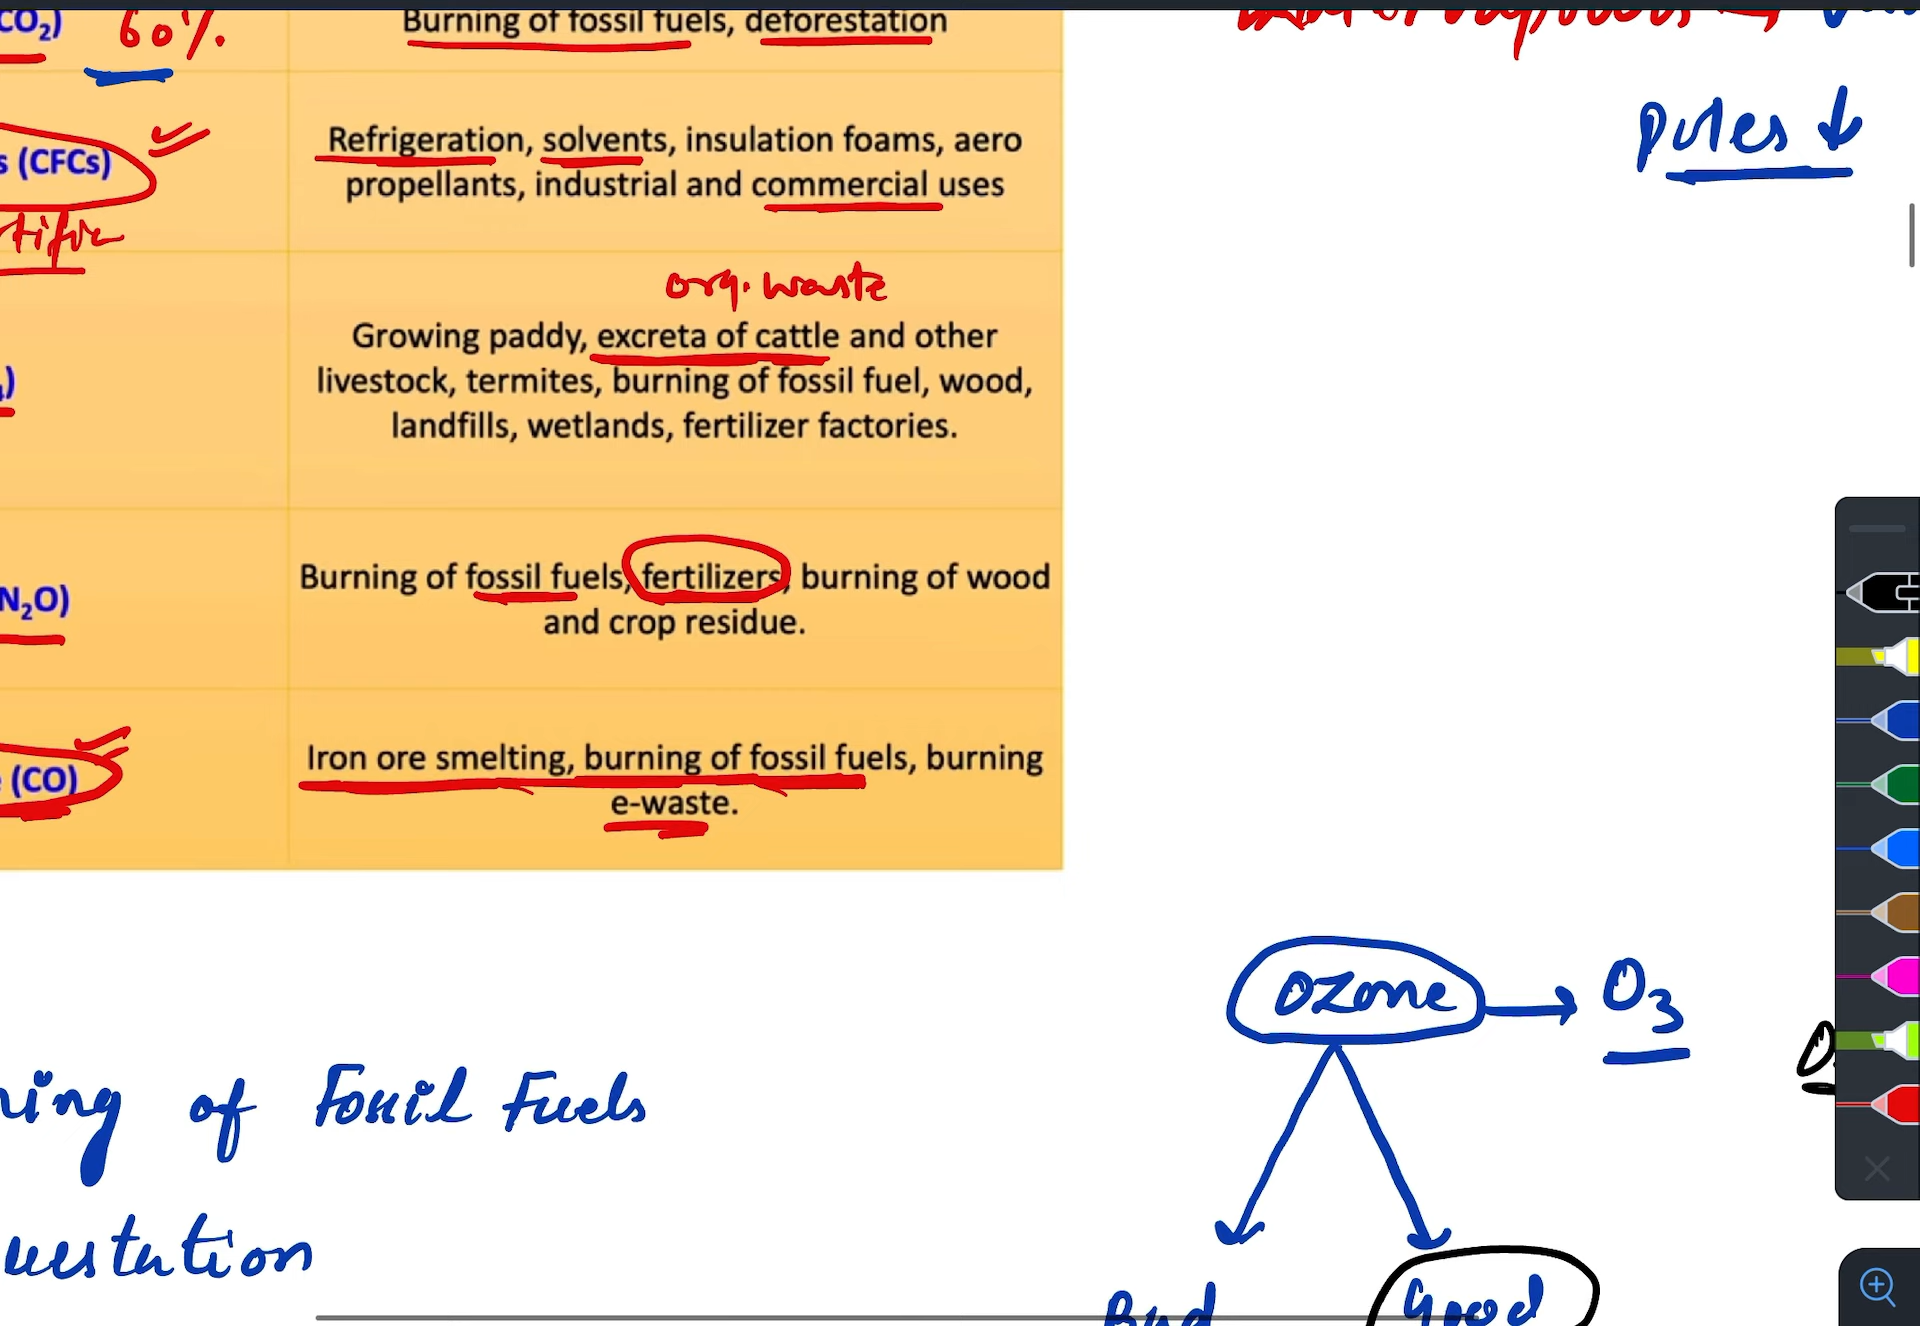 CO₂) 60%.
Burning of fossil fuels, deforestation
poles ↓
s (CFCs)
Refrigeration, solvents, insulation foams, aero
propellants, industrial and commercial uses
org. waste
Growing paddy, excreta of cattle and other
livestock, termites, burning of fossil fuel, wood,
landfills, wetlands, fertilizer factories.
N₂O)
Burning of fossil fuels, fertilizers, burning of wood
and crop residue.
(CO)
Iron ore smelting, burning of fossil fuels, burning
e-waste.
Ozone → O₃
ning of Fossil Fuels
Bad Good